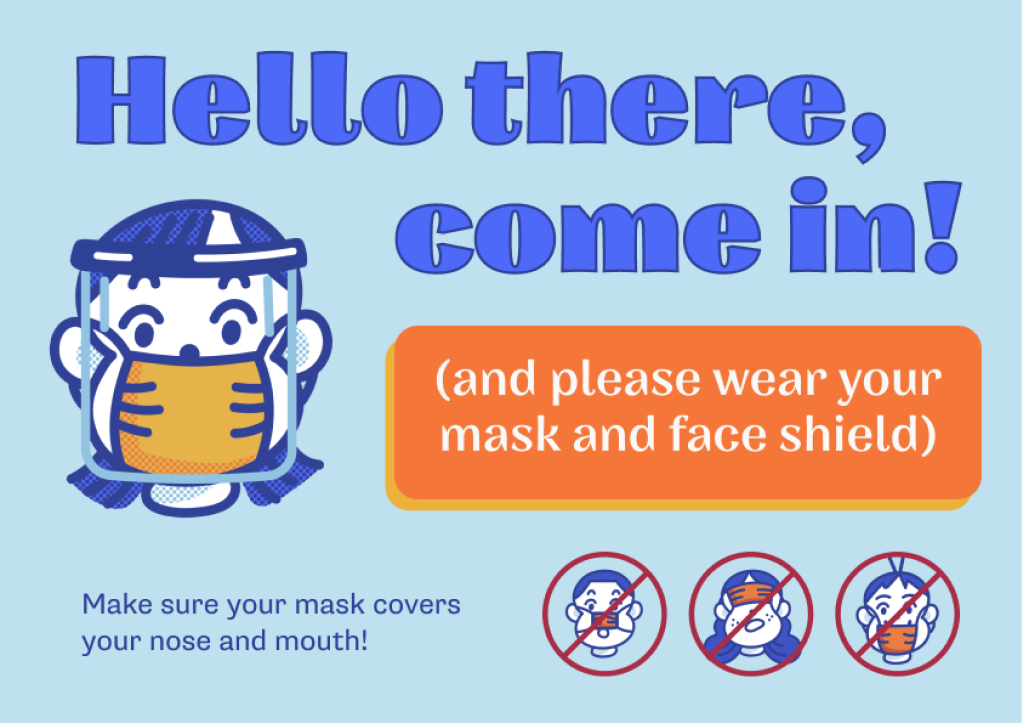 Hello there,
come in!
(and please wear your
mask and face shield)
Make sure your mask covers
your nose and mouth!